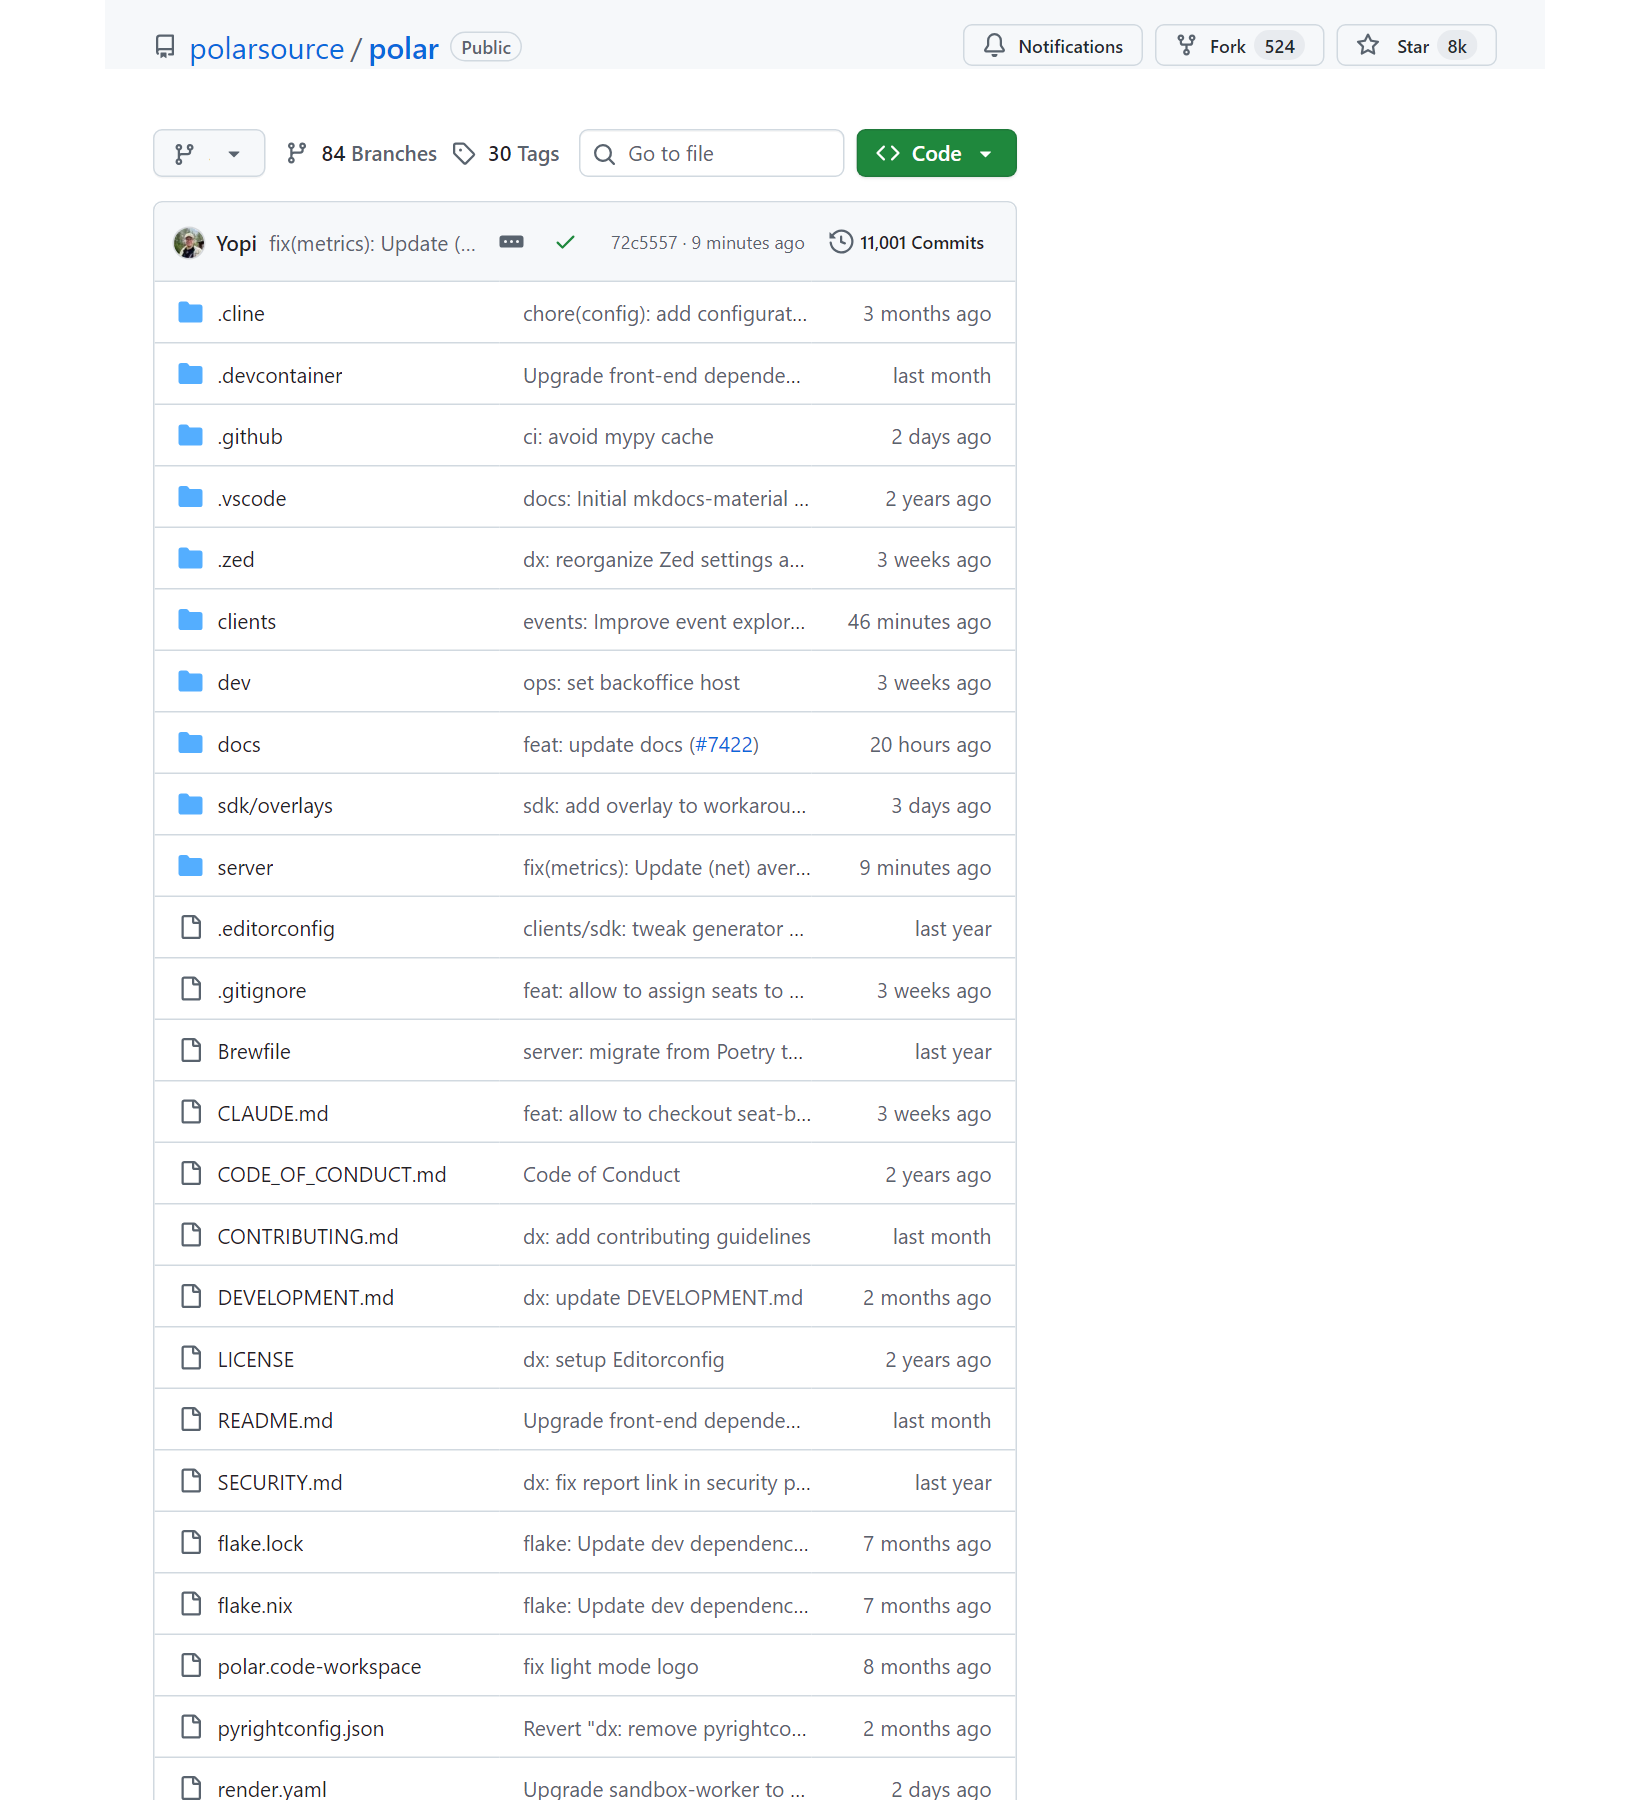 polarsource / polar Public Notifications Fork 524 Star 8k
84 Branches 30 Tags Go to file Code
Yopi fix(metrics): Update (... 72c5557 · 9 minutes ago 11,001 Commits
.cline chore(config): add configurat... 3 months ago
.devcontainer Upgrade front-end depende... last month
.github ci: avoid mypy cache 2 days ago
.vscode docs: Initial mkdocs-material ... 2 years ago
.zed dx: reorganize Zed settings a... 3 weeks ago
clients events: Improve event explor... 46 minutes ago
dev ops: set backoffice host 3 weeks ago
docs feat: update docs (#7422) 20 hours ago
sdk/overlays sdk: add overlay to workarou... 3 days ago
server fix(metrics): Update (net) aver... 9 minutes ago
.editorconfig clients/sdk: tweak generator ... last year
.gitignore feat: allow to assign seats to ... 3 weeks ago
Brewfile server: migrate from Poetry t... last year
CLAUDE.md feat: allow to checkout seat-b... 3 weeks ago
CODE_OF_CONDUCT.md Code of Conduct 2 years ago
CONTRIBUTING.md dx: add contributing guidelines last month
DEVELOPMENT.md dx: update DEVELOPMENT.md 2 months ago
LICENSE dx: setup Editorconfig 2 years ago
README.md Upgrade front-end depende... last month
SECURITY.md dx: fix report link in security p... last year
flake.lock flake: Update dev dependenc... 7 months ago
flake.nix flake: Update dev dependenc... 7 months ago
polar.code-workspace fix light mode logo 8 months ago
pyrightconfig.json Revert "dx: remove pyrightco... 2 months ago
render.yaml Upgrade sandbox-worker to ... 2 days ago